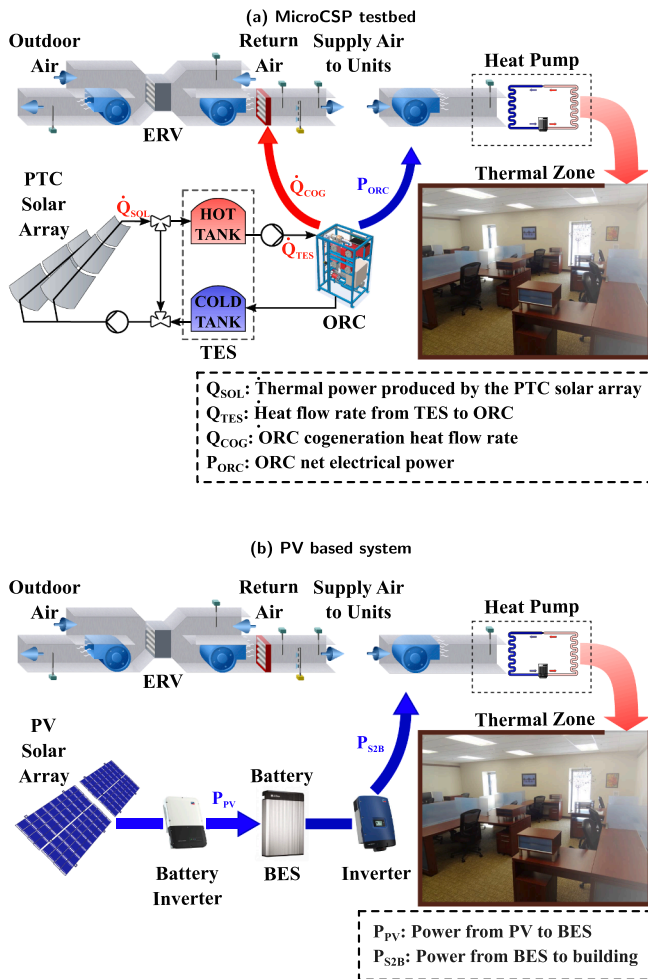 (a) MicroCSP testbed
Outdoor
Air
Return
Air
Supply Air
to Units
Heat Pump
ERV
PTC
Solar
Array
Q̇SOL
HOT
TANK
Q̇TES
Q̇COG
PORC
Thermal Zone
COLD
TANK
TES
ORC
QSOL: Ṫhermal power produced by the PTC solar array
QTES: Ḣeat flow rate from TES to ORC
QCOG: ȮRC cogeneration heat flow rate
PORC: ORC net electrical power
(b) PV based system
Outdoor
Air
Return
Air
Supply Air
to Units
Heat Pump
ERV
PV
Solar
Array
PPV
Battery
PS2B
Thermal Zone
Battery
Inverter
BES
Inverter
PPV: Power from PV to BES
PS2B: Power from BES to building